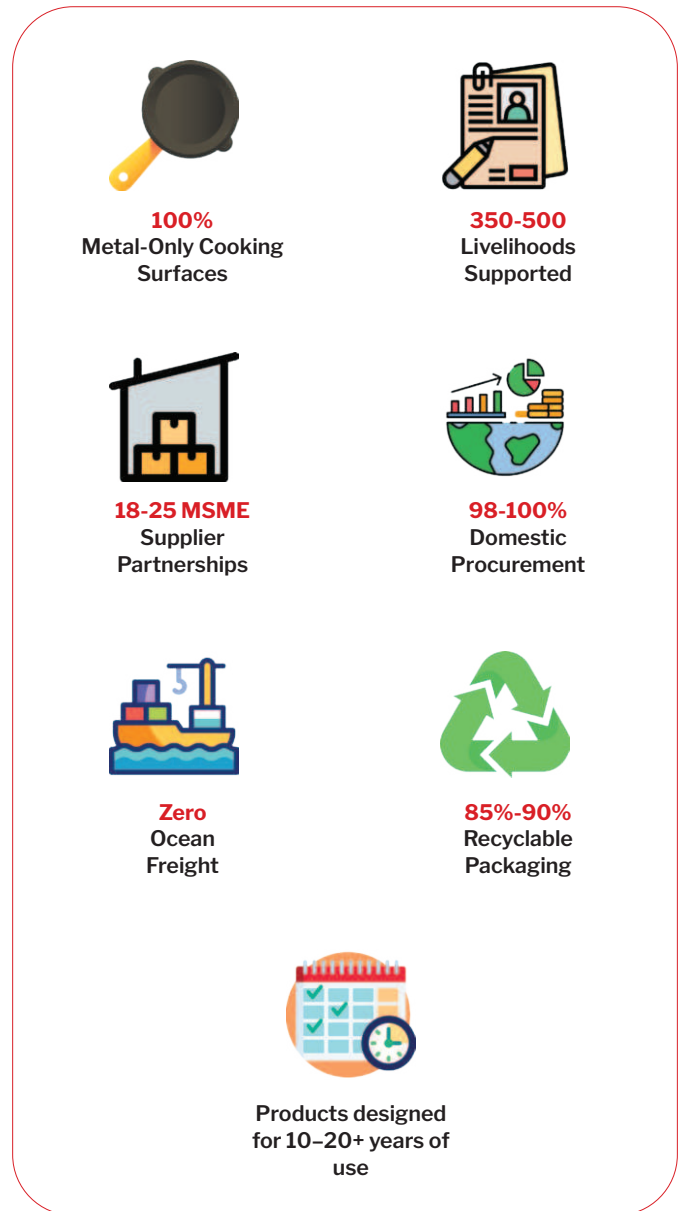 100%
Metal-Only Cooking
Surfaces
350-500
Livelihoods
Supported
18-25 MSME
Supplier
Partnerships
98-100%
Domestic
Procurement
Zero
Ocean
Freight
85%-90%
Recyclable
Packaging
Products designed
for 10–20+ years of
use